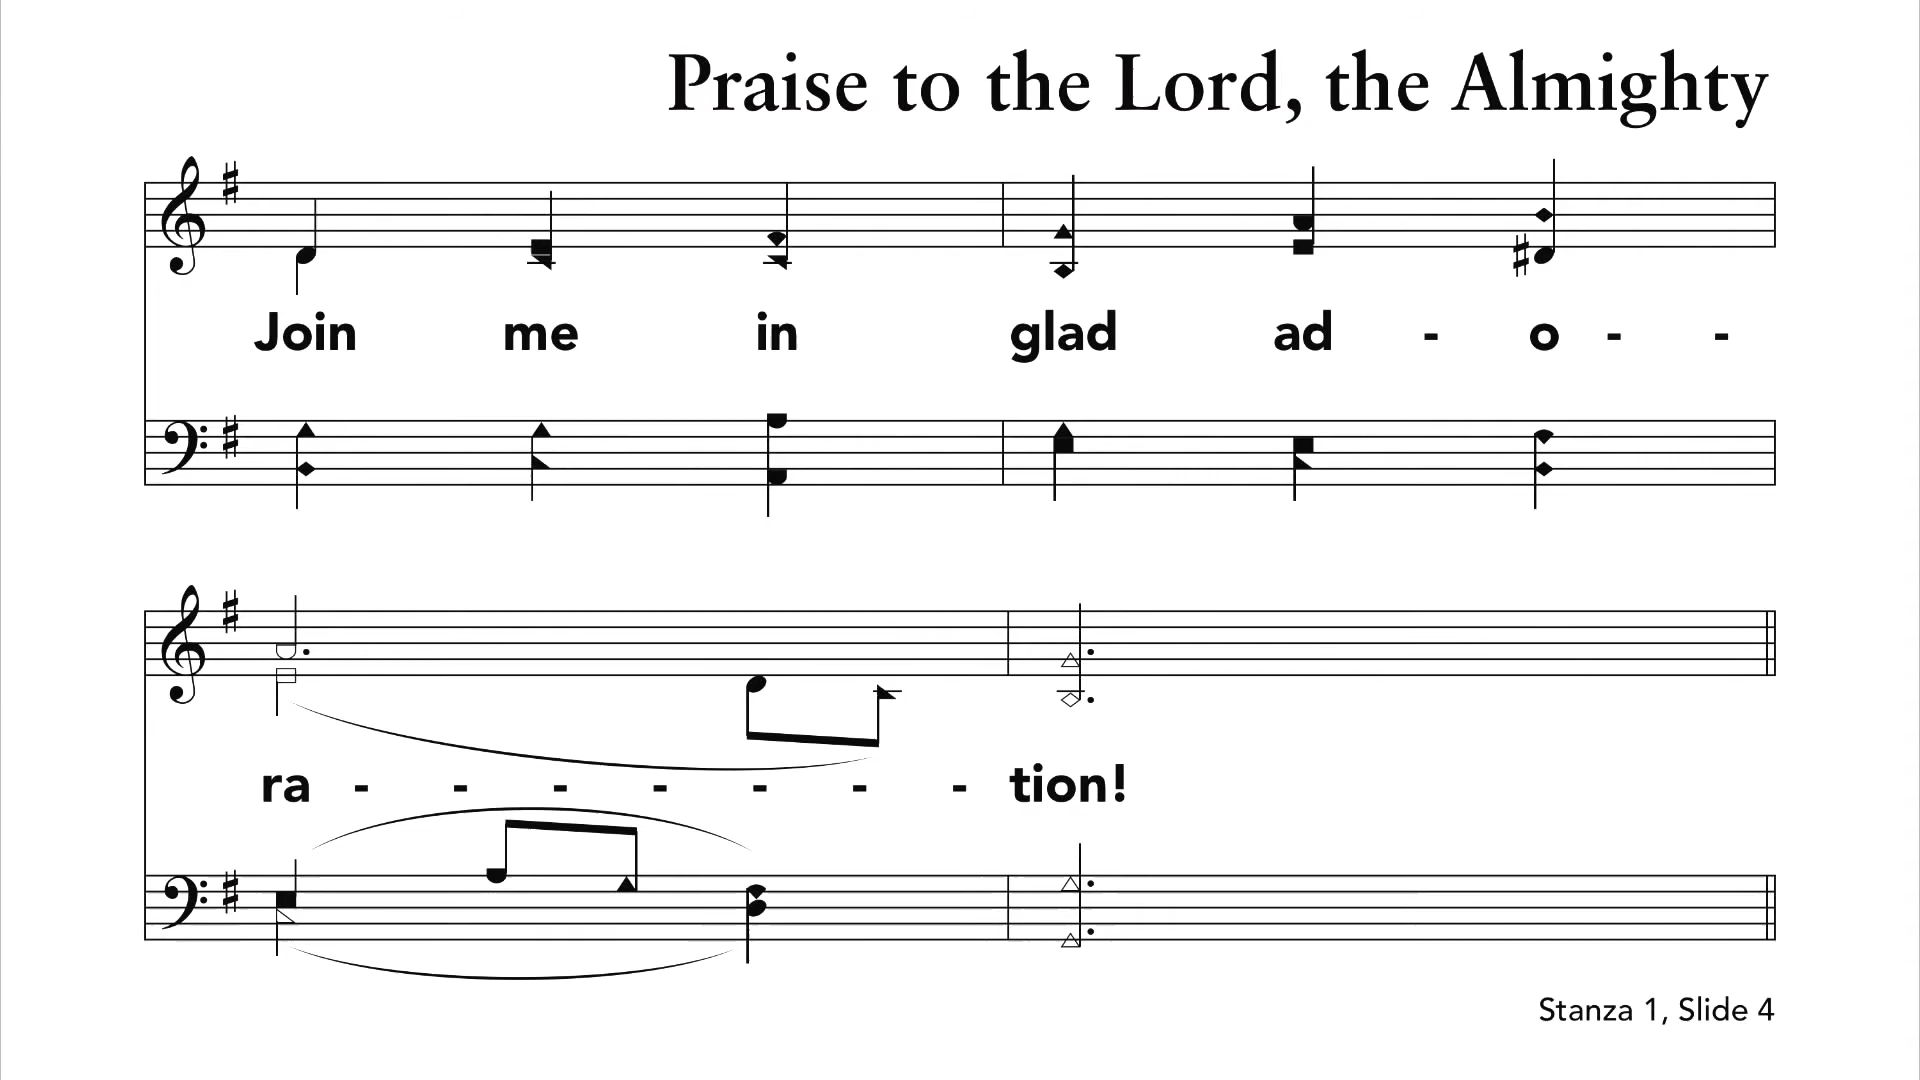 Praise to the Lord, the Almighty
Join me in glad ad - o - -
ra - - - - - - - tion!
Stanza 1, Slide 4